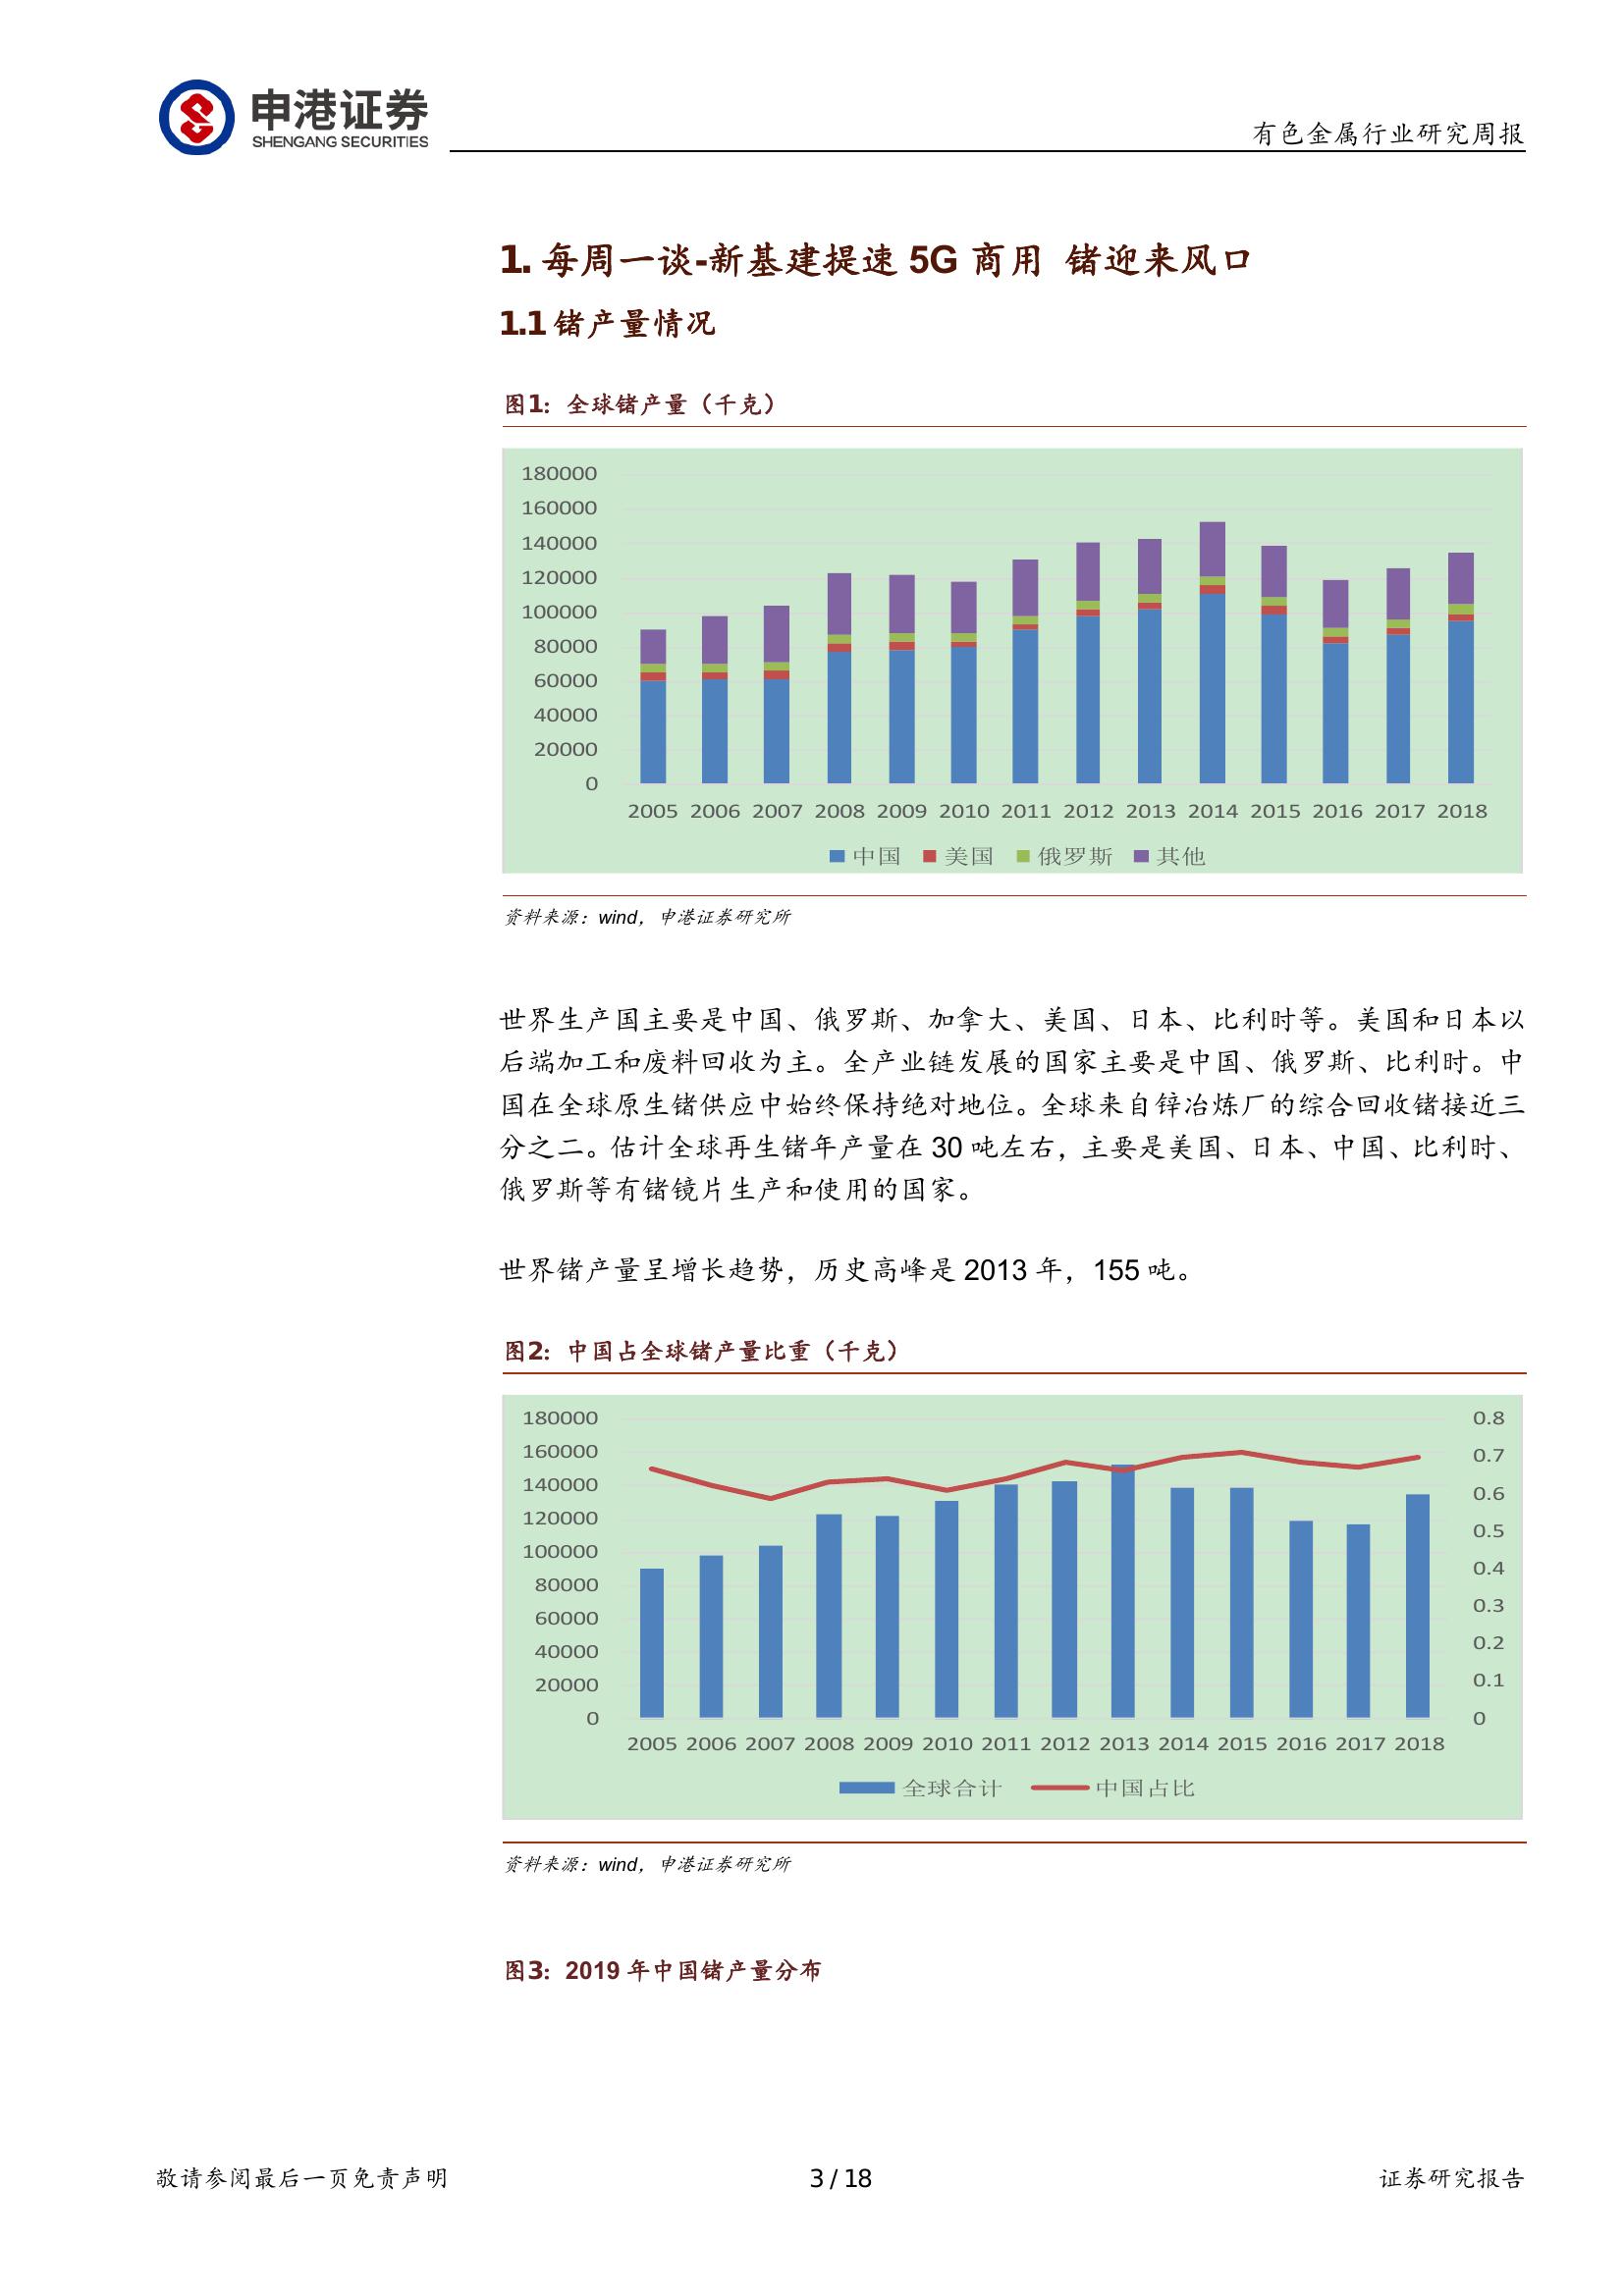 申港证券
SHENGANG SECURITIES
有色金属行业研究周报
1. 每周一谈-新基建提速 5G 商用 锗迎来风口
1.1 锗产量情况
图1: 全球锗产量（千克）
180000
160000
140000
120000
100000
80000
60000
40000
20000
0
2005 2006 2007 2008 2009 2010 2011 2012 2013 2014 2015 2016 2017 2018
中国 美国 俄罗斯 其他
资料来源：wind，申港证券研究所
世界生产国主要是中国、俄罗斯、加拿大、美国、日本、比利时等。美国和日本以
后端加工和废料回收为主。全产业链发展的国家主要是中国、俄罗斯、比利时。中
国在全球原生锗供应中始终保持绝对地位。全球来自锌冶炼厂的综合回收锗接近三
分之二。估计全球再生锗年产量在 30 吨左右，主要是美国、日本、中国、比利时、
俄罗斯等有锗镜片生产和使用的国家。
世界锗产量呈增长趋势，历史高峰是 2013 年，155 吨。
图2: 中国占全球锗产量比重（千克）
180000
160000
140000
120000
100000
80000
60000
40000
20000
0
0.8
0.7
0.6
0.5
0.4
0.3
0.2
0.1
0
2005 2006 2007 2008 2009 2010 2011 2012 2013 2014 2015 2016 2017 2018
全球合计 中国占比
资料来源：wind，申港证券研究所
图3: 2019 年中国锗产量分布
敬请参阅最后一页免责声明
3 / 18
证券研究报告